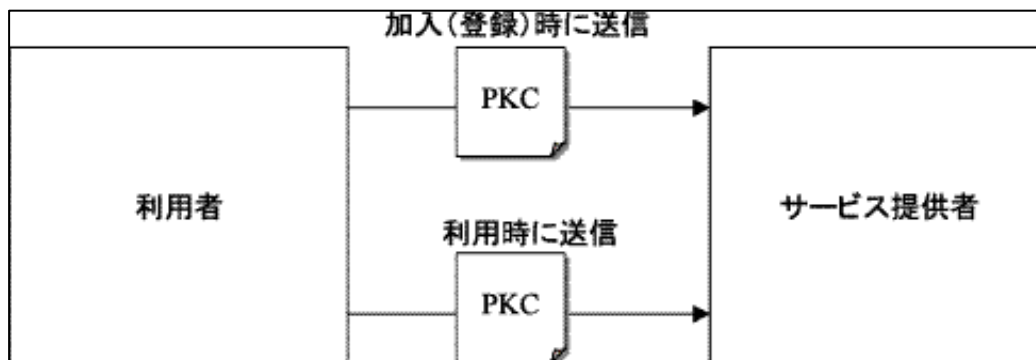 加入(登録)時に送信
PKC
利用者
サービス提供者
利用時に送信
PKC